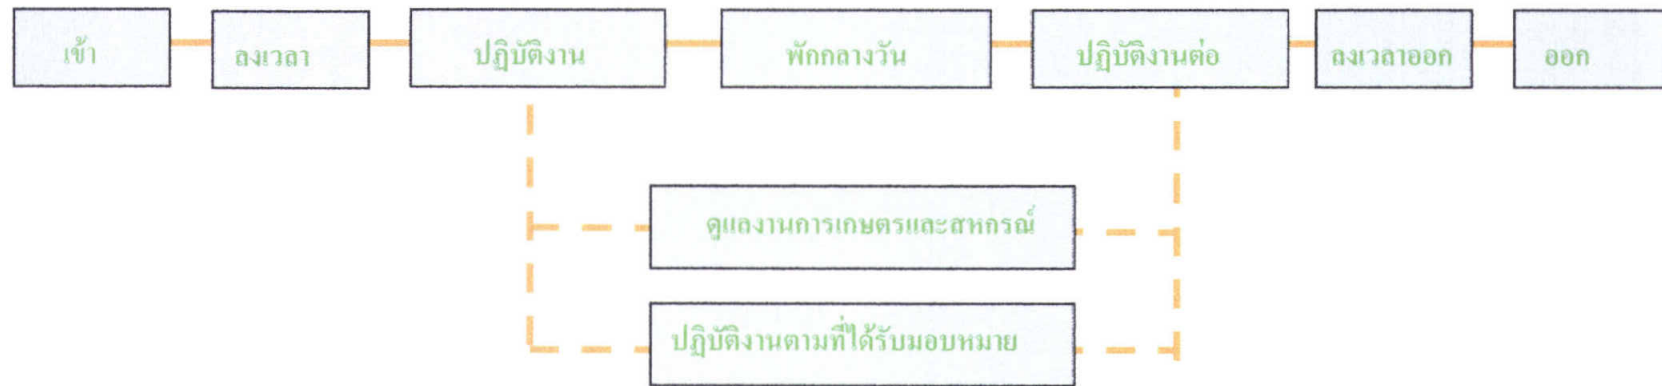 เข้า
ลงเวลา
ปฏิบัติงาน
พักกลางวัน
ปฏิบัติงานต่อ
ลงเวลาออก
ออก
ดูแลงานการเกษตรและสหกรณ์
ปฏิบัติงานตามที่ได้รับมอบหมาย